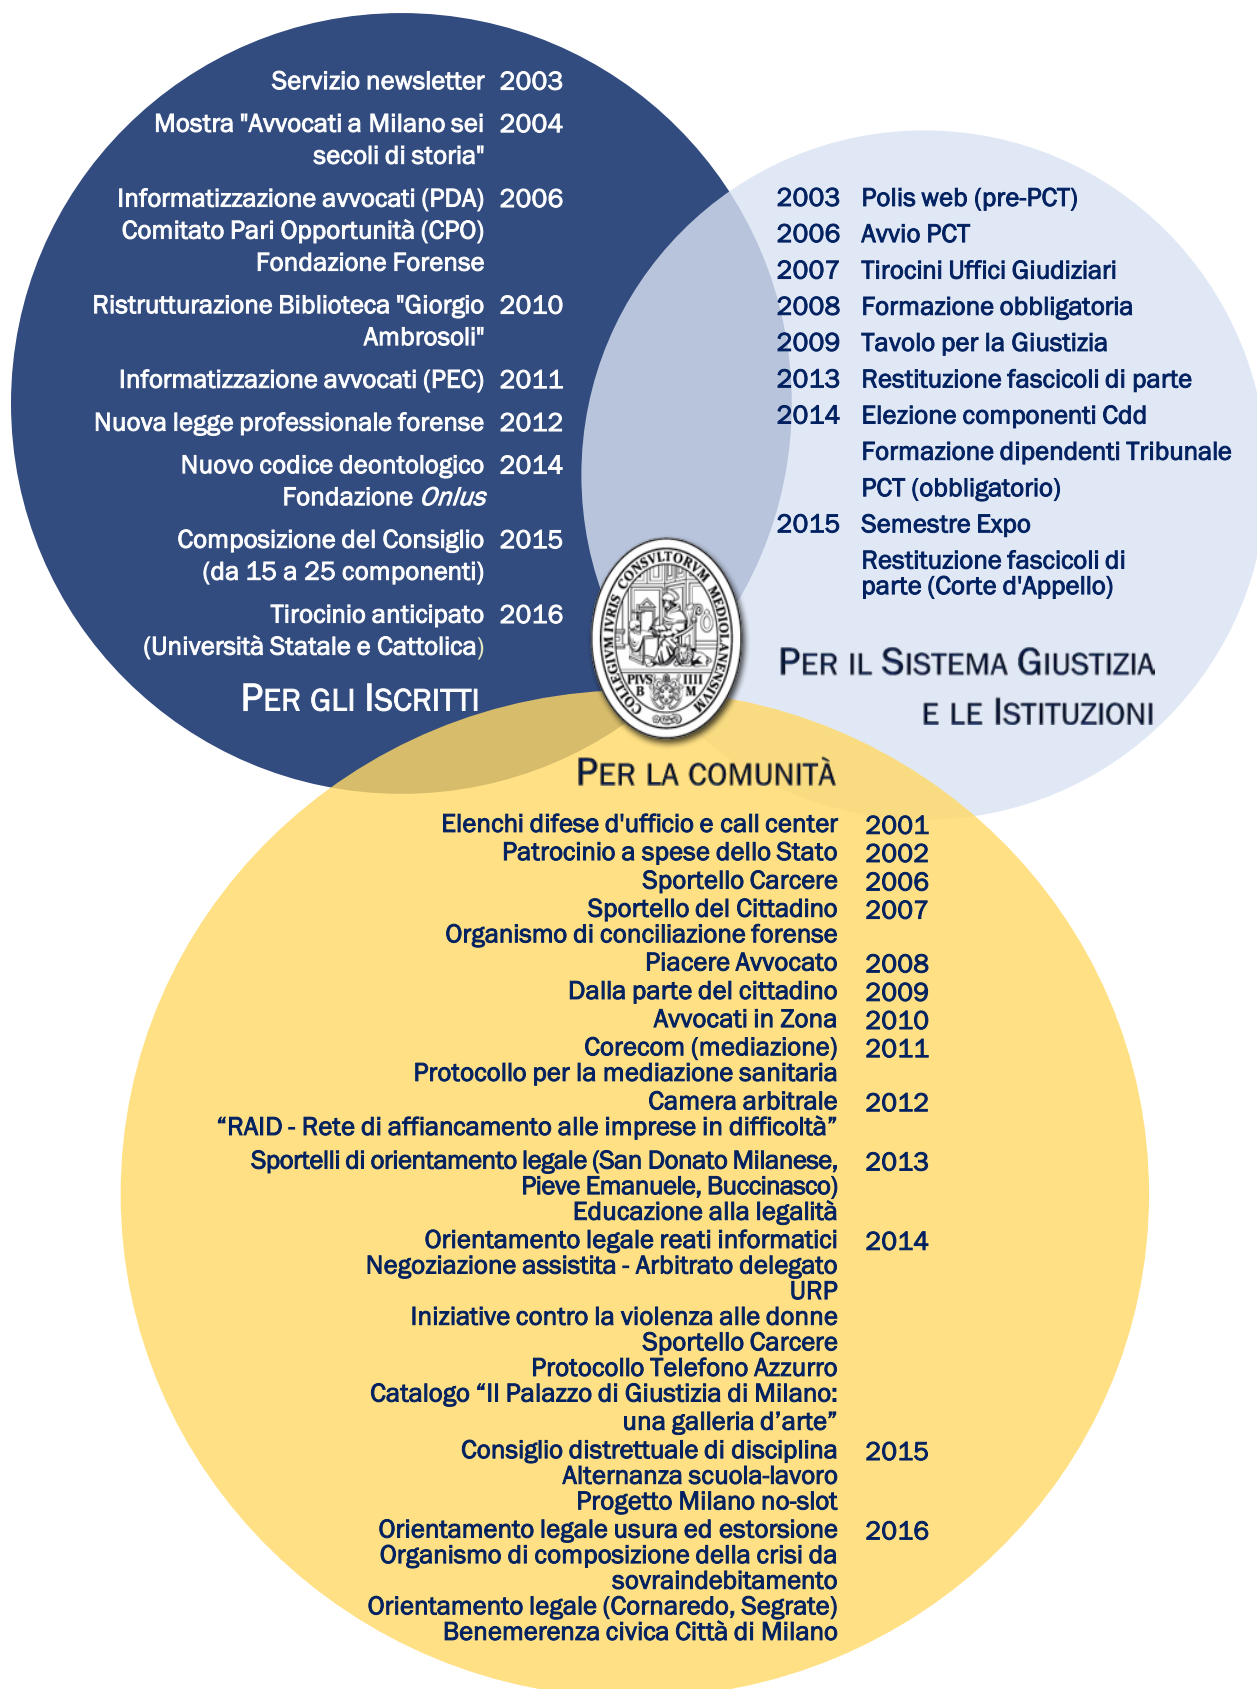 Servizio newsletter 2003
Mostra "Avvocati a Milano sei 2004
secoli di storia"
Informatizzazione avvocati (PDA) 2006
Comitato Pari Opportunità (CPO)
Fondazione Forense
Ristrutturazione Biblioteca "Giorgio 2010
Ambrosoli"
Informatizzazione avvocati (PEC) 2011
Nuova legge professionale forense 2012
Nuovo codice deontologico 2014
Fondazione Onlus
Composizione del Consiglio 2015
(da 15 a 25 componenti)
Tirocinio anticipato 2016
(Università Statale e Cattolica)
PER GLI ISCRITTI
2003 Polis web (pre-PCT)
2006 Avvio PCT
2007 Tirocini Uffici Giudiziari
2008 Formazione obbligatoria
2009 Tavolo per la Giustizia
2013 Restituzione fascicoli di parte
2014 Elezione componenti Cdd
Formazione dipendenti Tribunale
PCT (obbligatorio)
2015 Semestre Expo
Restituzione fascicoli di
parte (Corte d'Appello)
PER IL SISTEMA GIUSTIZIA
E LE ISTITUZIONI
COLLEGIVM IVRIS CONSVLTORVM MEDIOLANENSIVM
PIVS IIII
B M
PER LA COMUNITÀ
Elenchi difese d'ufficio e call center 2001
Patrocinio a spese dello Stato 2002
Sportello Carcere 2006
Sportello del Cittadino 2007
Organismo di conciliazione forense
Piacere Avvocato 2008
Dalla parte del cittadino 2009
Avvocati in Zona 2010
Corecom (mediazione) 2011
Protocollo per la mediazione sanitaria
Camera arbitrale 2012
“RAID - Rete di affiancamento alle imprese in difficoltà”
Sportelli di orientamento legale (San Donato Milanese, 2013
Pieve Emanuele, Buccinasco)
Educazione alla legalità
Orientamento legale reati informatici 2014
Negoziazione assistita - Arbitrato delegato
URP
Iniziative contro la violenza alle donne
Sportello Carcere
Protocollo Telefono Azzurro
Catalogo “Il Palazzo di Giustizia di Milano:
una galleria d’arte”
Consiglio distrettuale di disciplina 2015
Alternanza scuola-lavoro
Progetto Milano no-slot
Orientamento legale usura ed estorsione 2016
Organismo di composizione della crisi da
sovraindebitamento
Orientamento legale (Cornaredo, Segrate)
Benemerenza civica Città di Milano